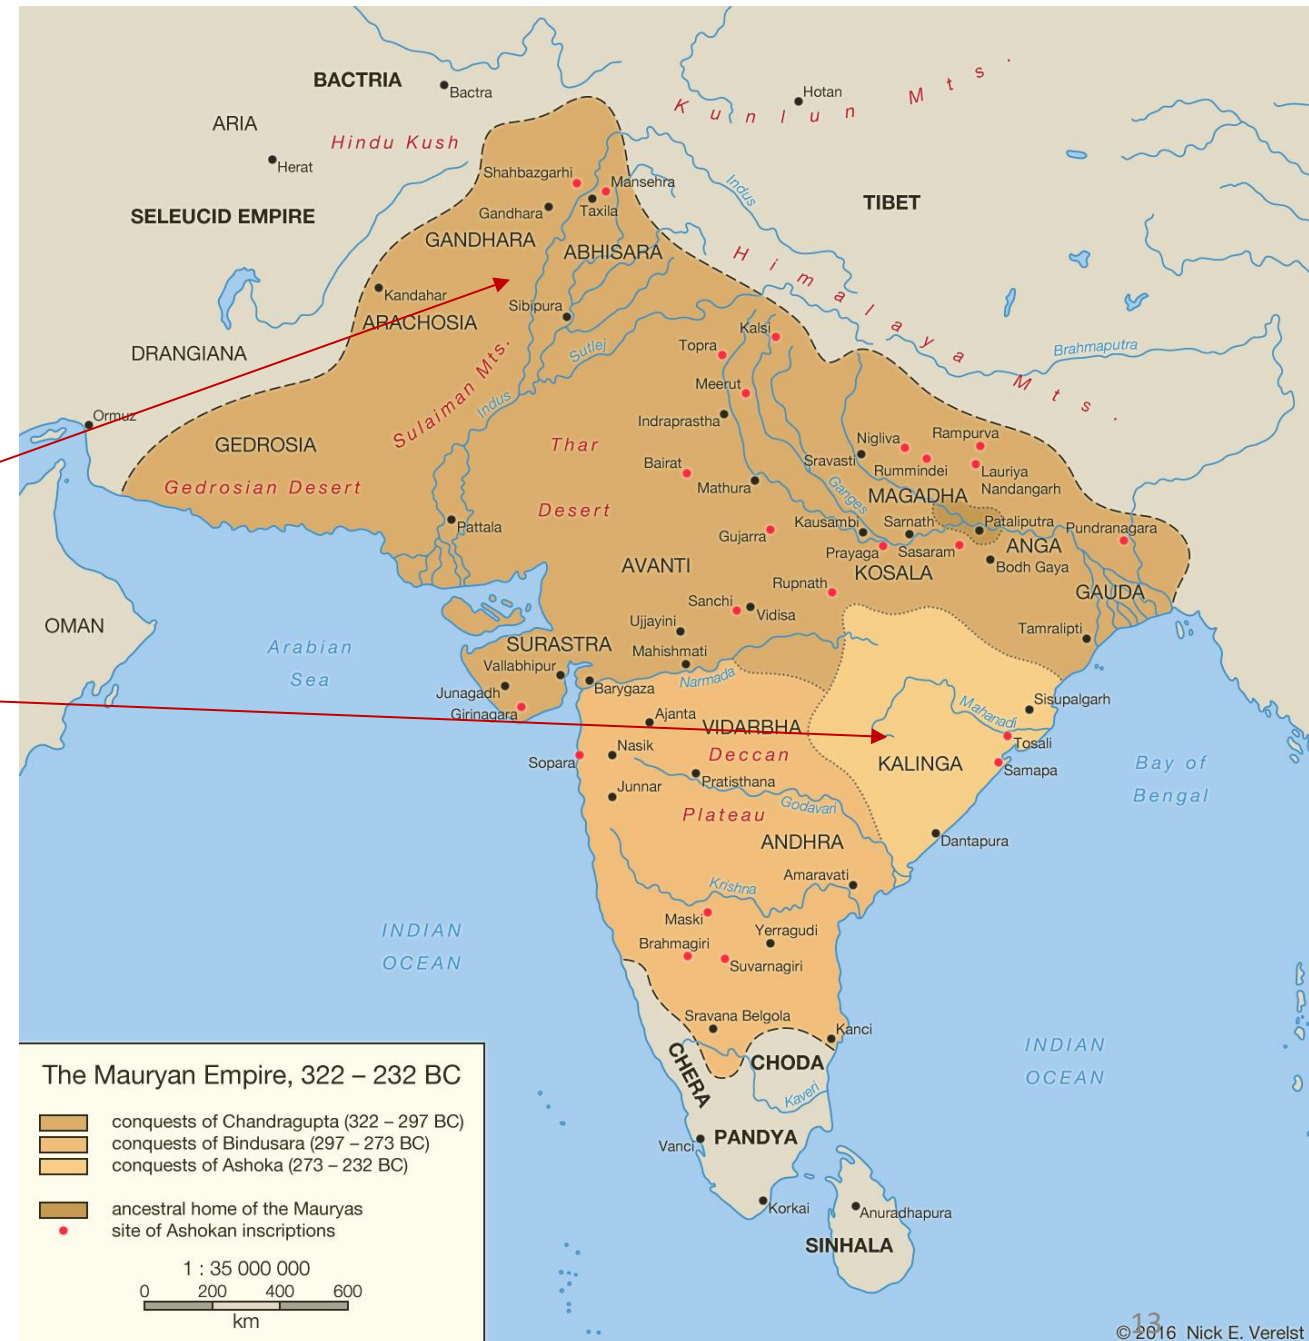 BACTRIA
Bactra
Hotan
Kunlun Mts.
ARIA
Hindu Kush
Herat
Shahbazgarhi
Mansehra
Indus
TIBET
SELEUCID EMPIRE
Gandhara
Taxila
GANDHARA
ABHISARA
Himalaya Mts.
Kandahar
Sibipura
ARACHOSIA
Kalsi
Topra
Sutlej
Brahmaputra
DRANGIANA
Sulaiman Mts.
Indus
Meerut
Ormuz
Indraprastha
GEDROSIA
Thar
Desert
Nigliva
Rampurva
Sravasti
Rummindei
Lauriya
Nandangarh
Bairat
Mathura
Gedrosian Desert
Ganges
MAGADHA
Pattala
Kausambi
Sarnath
Pataliputra
Pundranagara
Gujarra
Prayaga
Sasaram
ANGA
AVANTI
KOSALA
Bodh Gaya
Rupnath
GAUDA
Sanchi
Vidisa
OMAN
Ujjayini
Tamralipti
Arabian
Sea
SURASTRA
Mahishmati
Vallabhipur
Narmada
Junagadh
Barygaza
Girinagara
Sisupalgarh
Mahanadi
Ajanta
VIDARBHA
Deccan
Plateau
Nasik
Tosali
Sopara
KALINGA
Samapa
Bay of
Bengal
Pratisthana
Junnar
Godavari
ANDHRA
Dantapura
Amaravati
Krishna
Maski
INDIAN
OCEAN
Yerragudi
Brahmagiri
Suvarnagiri
Sravana Belgola
Kanci
INDIAN
OCEAN
CHERA
CHODA
Kaveri
Vanci
PANDYA
Korkai
Anuradhapura
SINHALA
The Mauryan Empire, 322 – 232 BC
conquests of Chandragupta (322 – 297 BC)
conquests of Bindusara (297 – 273 BC)
conquests of Ashoka (273 – 232 BC)
ancestral home of the Mauryas
site of Ashokan inscriptions
1 : 35 000 000
0 200 400 600
km
13
©2016 Nick E. Verelst